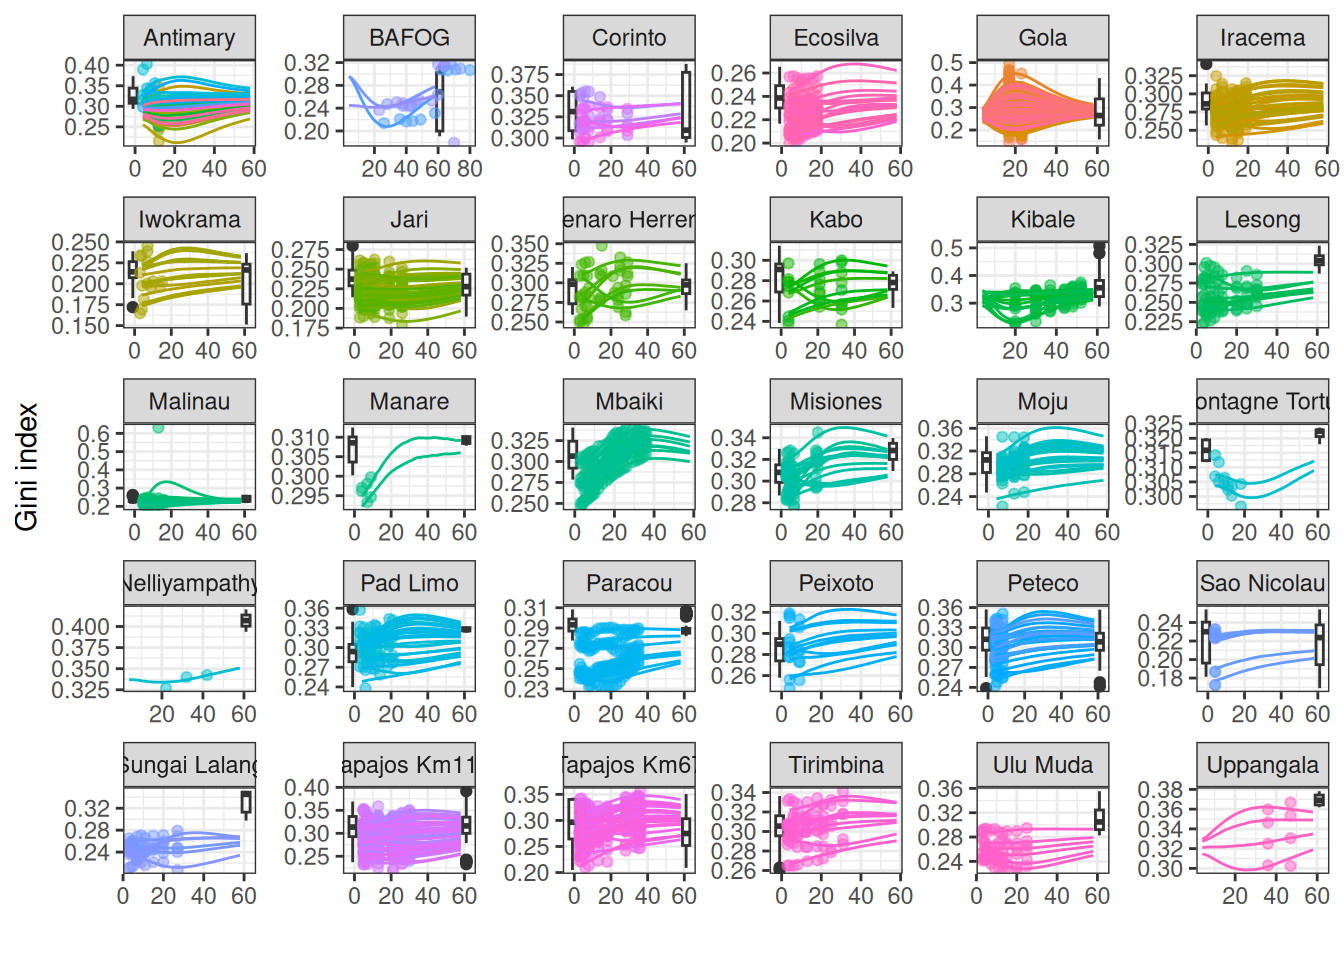 Gini index
Antimary BAFOG Corinto Ecosilva Gola Iracema
0.40 0.35 0.30 0.25
0 20 40 60
0.32 0.28 0.24 0.20
20 40 60 80
0.375 0.350 0.325 0.300
0 20 40 60
0.26 0.24 0.22 0.20
0 20 40 60
0.5 0.4 0.3 0.2
20 40 60
0.325 0.300 0.275 0.250
0 20 40 60
Iwokrama Jari enaro Herrer Kabo Kibale Lesong
0.250 0.225 0.200 0.175 0.150
0 20 40 60
0.275 0.250 0.225 0.200 0.175
0 20 40 60
0.350 0.325 0.300 0.275 0.250
0 20 40 60
0.30 0.28 0.26 0.24
0 20 40 60
0.5 0.4 0.3
20 40 60
0.325 0.300 0.275 0.250 0.225
0 20 40 60
Malinau Manare Mbaiki Misiones Moju ontagne Tortu
0.6 0.5 0.4 0.3 0.2
0 20 40 60
0.310 0.305 0.300 0.295
0 20 40 60
0.325 0.300 0.275 0.250
0 20 40 60
0.34 0.32 0.30 0.28
0 20 40 60
0.36 0.32 0.28 0.24
0 20 40 60
0.325 0.320 0.315 0.310 0.305 0.300
0 20 40 60
Nelliyampathy Pad Limo Paracou Peixoto Peteco Sao Nicolau
0.400 0.375 0.350 0.325
20 40 60
0.36 0.33 0.30 0.27 0.24
0 20 40 60
0.31 0.29 0.27 0.25 0.23
0 20 40 60
0.32 0.30 0.28 0.26
0 20 40 60
0.36 0.33 0.30 0.27 0.24
0 20 40 60
0.24 0.22 0.20 0.18
0 20 40 60
Sungai Lalang apajos Km11 Tapajos Km67 Tirimbina Ulu Muda Uppangala
0.32 0.28 0.24
0 20 40 60
0.40 0.35 0.30 0.25
0 20 40 60
0.35 0.30 0.25 0.20
0 20 40 60
0.34 0.32 0.30 0.28 0.26
0 20 40 60
0.36 0.32 0.28 0.24
0 20 40 60
0.38 0.36 0.34 0.32 0.30
20 40 60